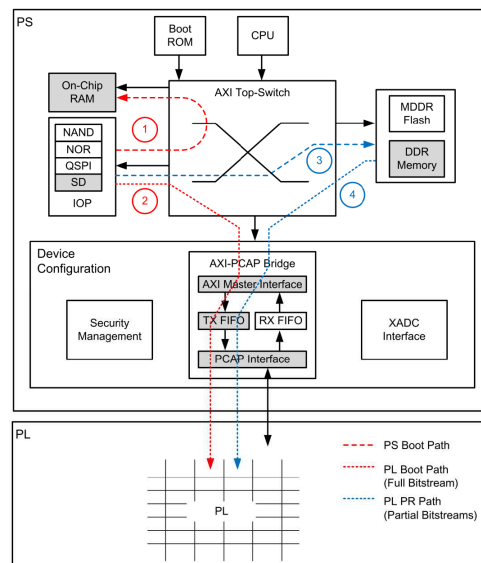 PS
Boot
ROM
CPU
On-Chip
RAM
AXI Top-Switch
MDDR
Flash
DDR
Memory
NAND
NOR
QSPI
SD
IOP
1
2
3
4
Device
Configuration
AXI-PCAP Bridge
AXI Master Interface
TX FIFO
RX FIFO
PCAP Interface
Security
Management
XADC
Interface
PL
PL
PS Boot Path
PL Boot Path
(Full Bitstream)
PL PR Path
(Partial Bitstreams)